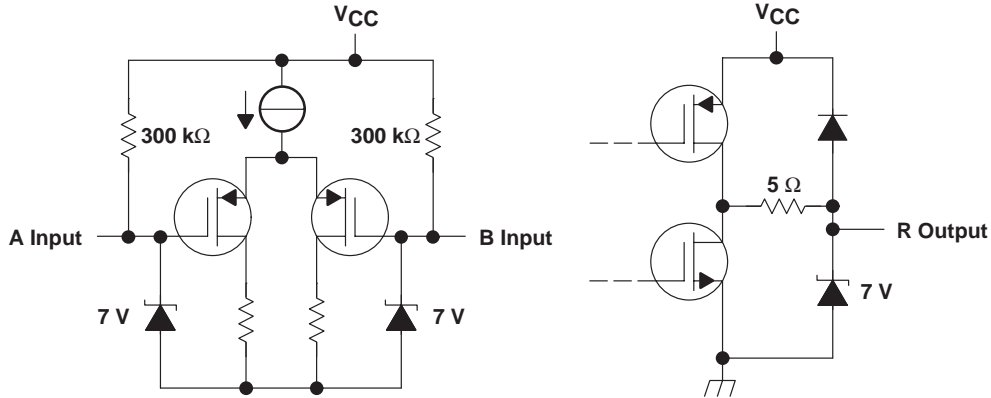 VCC
300 kΩ
300 kΩ
A Input
B Input
7 V
7 V
VCC
5 Ω
R Output
7 V